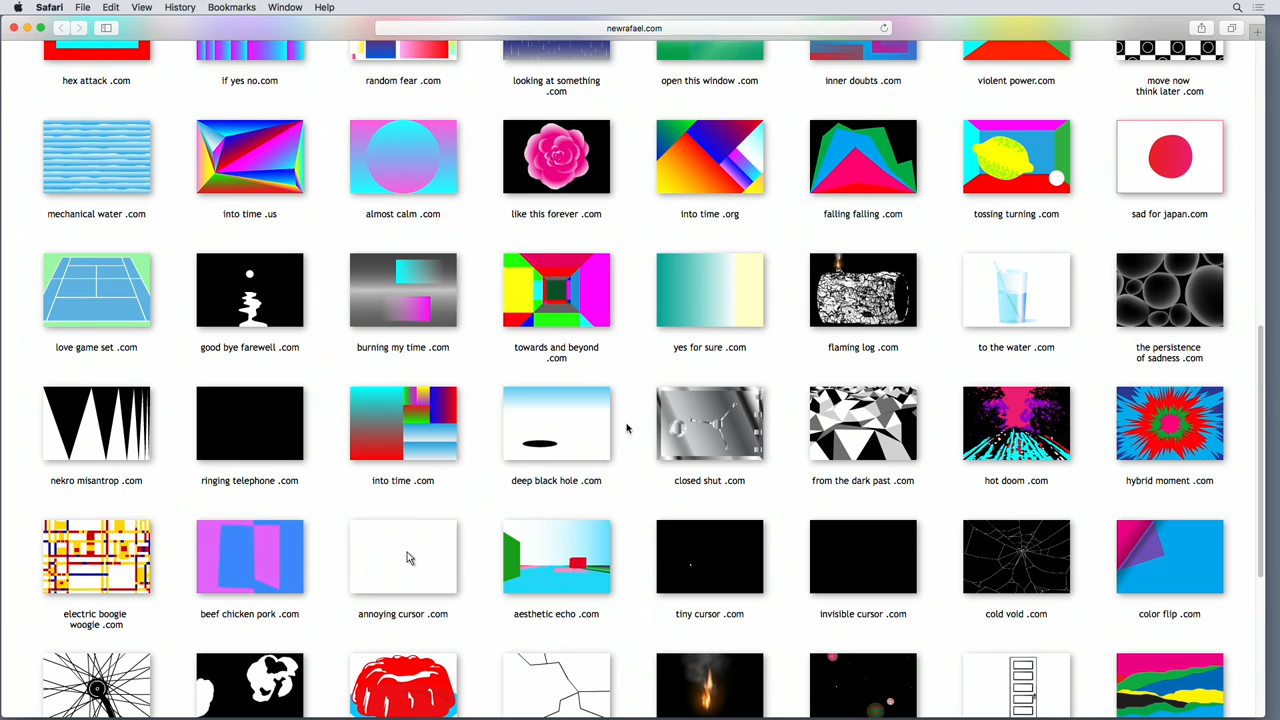 Safari File Edit View History Bookmarks Window Help
newrafael.com
hex attack .com
if yes no.com
random fear .com
looking at something
.com
open this window .com
inner doubts .com
violent power.com
move now
think later .com
mechanical water .com
into time .us
almost calm .com
like this forever .com
into time .org
falling falling .com
tossing turning .com
sad for japan.com
love game set .com
good bye farewell .com
burning my time .com
towards and beyond
.com
yes for sure .com
flaming log .com
to the water .com
the persistence
of sadness .com
nekro misantrop .com
ringing telephone .com
into time .com
deep black hole .com
closed shut .com
from the dark past .com
hot doom .com
hybrid moment .com
electric boogie
woogie .com
beef chicken pork .com
annoying cursor .com
aesthetic echo .com
tiny cursor .com
invisible cursor .com
cold void .com
color flip .com